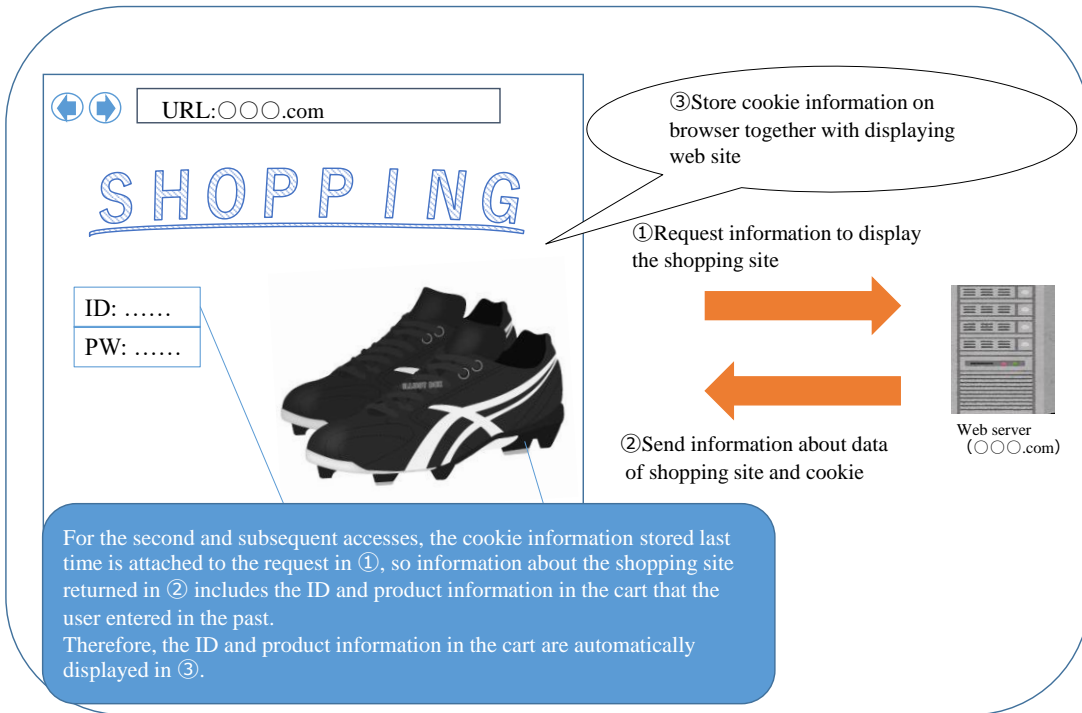 URL:○○○.com
SHOPPING
ID: ……
PW: ……
③Store cookie information on
browser together with displaying
web site
①Request information to display
the shopping site
②Send information about data
of shopping site and cookie
Web server
（○○○.com）
For the second and subsequent accesses, the cookie information stored last
time is attached to the request in ①, so information about the shopping site
returned in ② includes the ID and product information in the cart that the
user entered in the past.
Therefore, the ID and product information in the cart are automatically
displayed in ③.